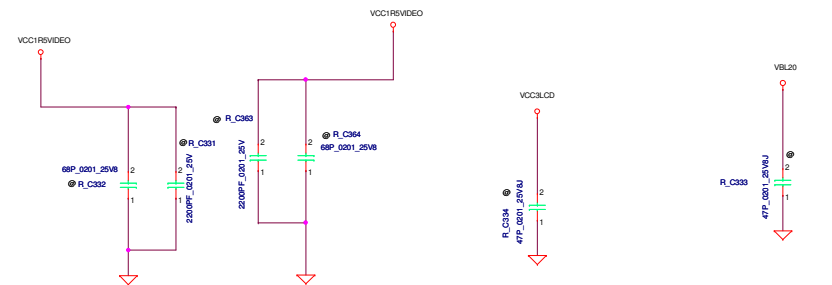 VCC1R5VIDEO
VCC1R5VIDEO
VBL20
VCC3LCD
@ R_C363
@ R_C364
68P_0201_25V8
@ R_C331
2
2
2200PF_0201_25V
1
1
68P_0201_25V8
@ R_C332
2
2
2200PF_0201_25V
1
1
@
R_C334
47P_0201_25V8J
2
1
@
R_C333
47P_0201_25V8J
2
1